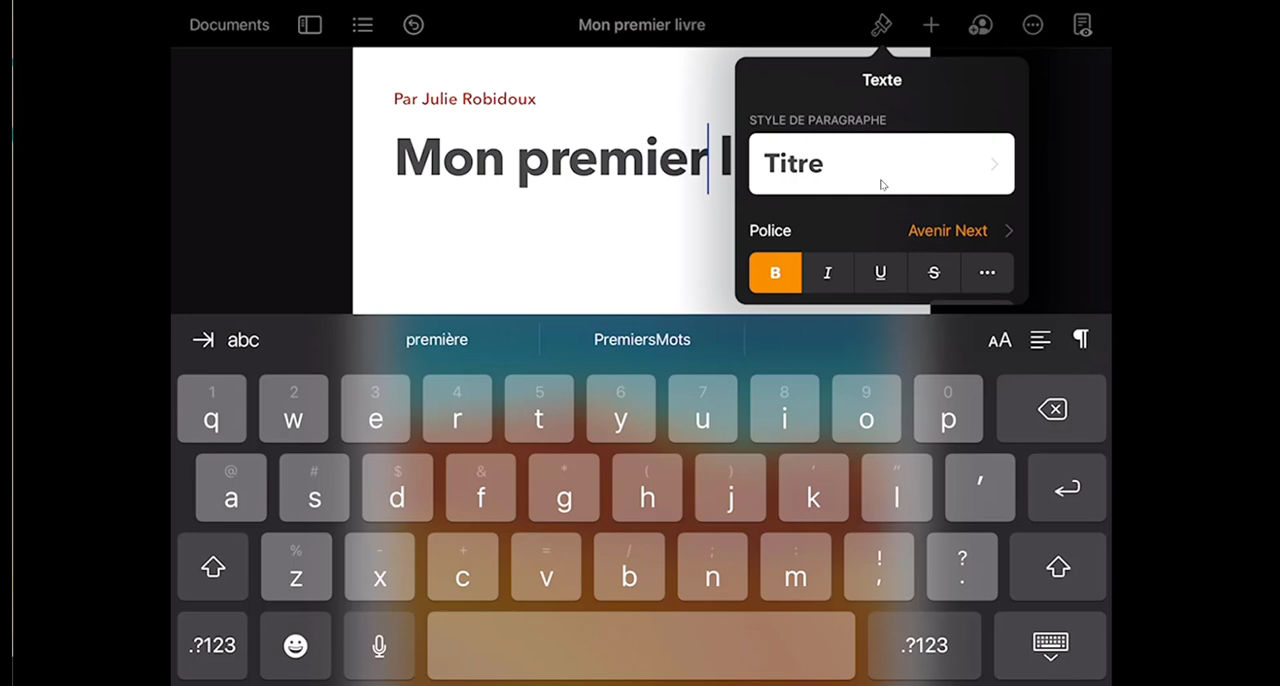 Documents
Mon premier livre
Par Julie Robidoux
Mon premier l
Texte
STYLE DE PARAGRAPHE
Titre
Police Avenir Next
B I U S ...
abc première PremiersMots AA
1 2 3 4 5 6 7 8 9 0
q w e r t y u i o p
@ # $ & * ( ) ' "
a s d f g h j k l '
% - + = / ; : ! ?
z x c v b n m , .
.?123 .?123